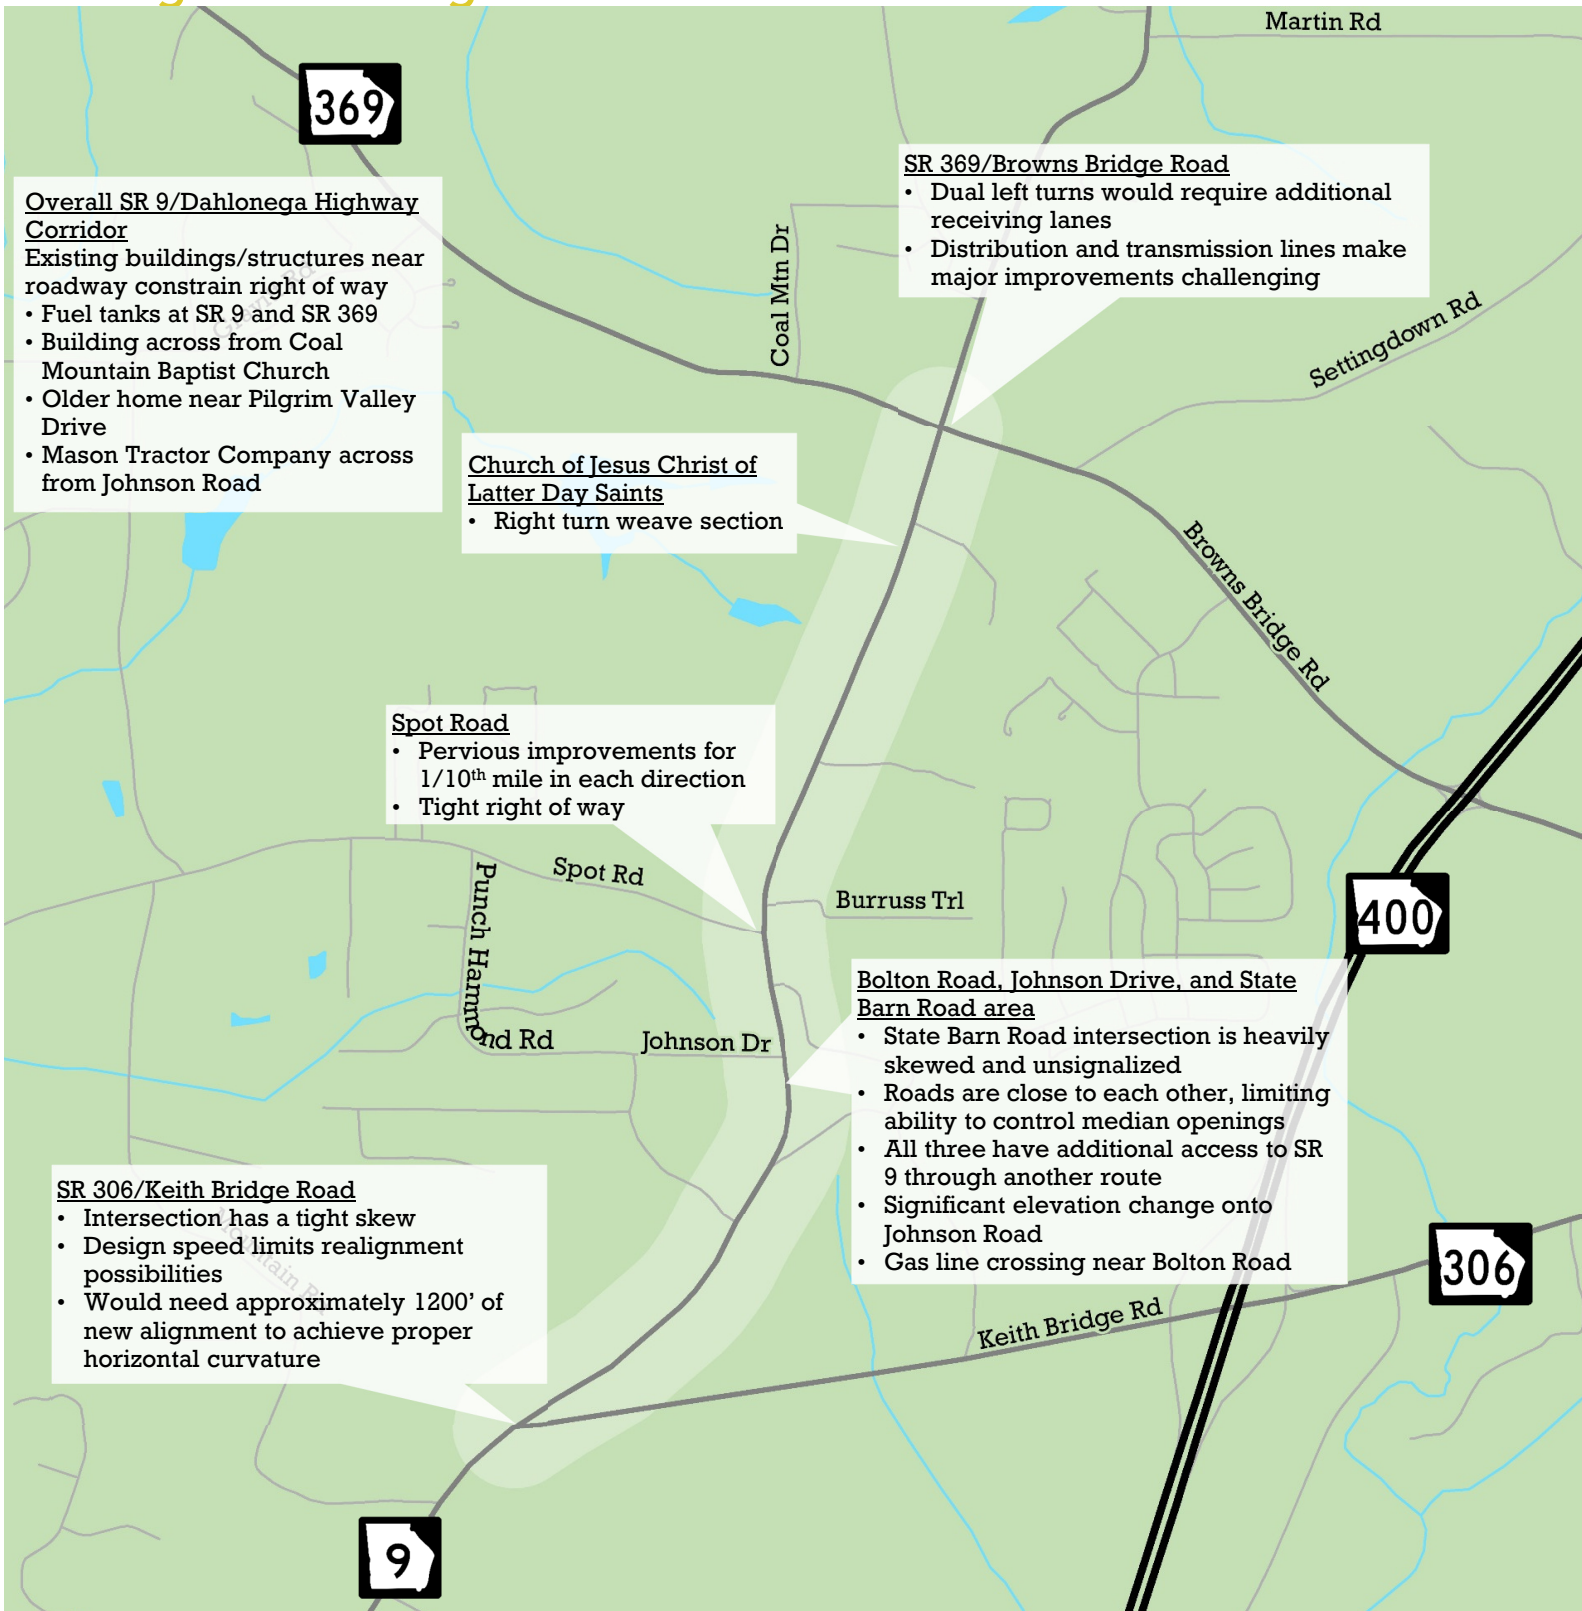 Martin Rd
369
SR 369/Browns Bridge Road
• Dual left turns would require additional
receiving lanes
• Distribution and transmission lines make
major improvements challenging
Overall SR 9/Dahlonega Highway
Corridor
Existing buildings/structures near
roadway constrain right of way
• Fuel tanks at SR 9 and SR 369
• Building across from Coal
Mountain Baptist Church
• Older home near Pilgrim Valley
Drive
• Mason Tractor Company across
from Johnson Road
Coal Mtn Dr
Settingdown Rd
Church of Jesus Christ of
Latter Day Saints
• Right turn weave section
Browns Bridge Rd
Spot Road
• Pervious improvements for
1/10th mile in each direction
• Tight right of way
Spot Rd
Punch Hammond Rd
Burruss Trl
400
Johnson Dr
Bolton Road, Johnson Drive, and State
Barn Road area
• State Barn Road intersection is heavily
skewed and unsignalized
• Roads are close to each other, limiting
ability to control median openings
• All three have additional access to SR
9 through another route
• Significant elevation change onto
Johnson Road
• Gas line crossing near Bolton Road
SR 306/Keith Bridge Road
• Intersection has a tight skew
• Design speed limits realignment
possibilities
• Would need approximately 1200’ of
new alignment to achieve proper
horizontal curvature
Mountain Rd
306
Keith Bridge Rd
9